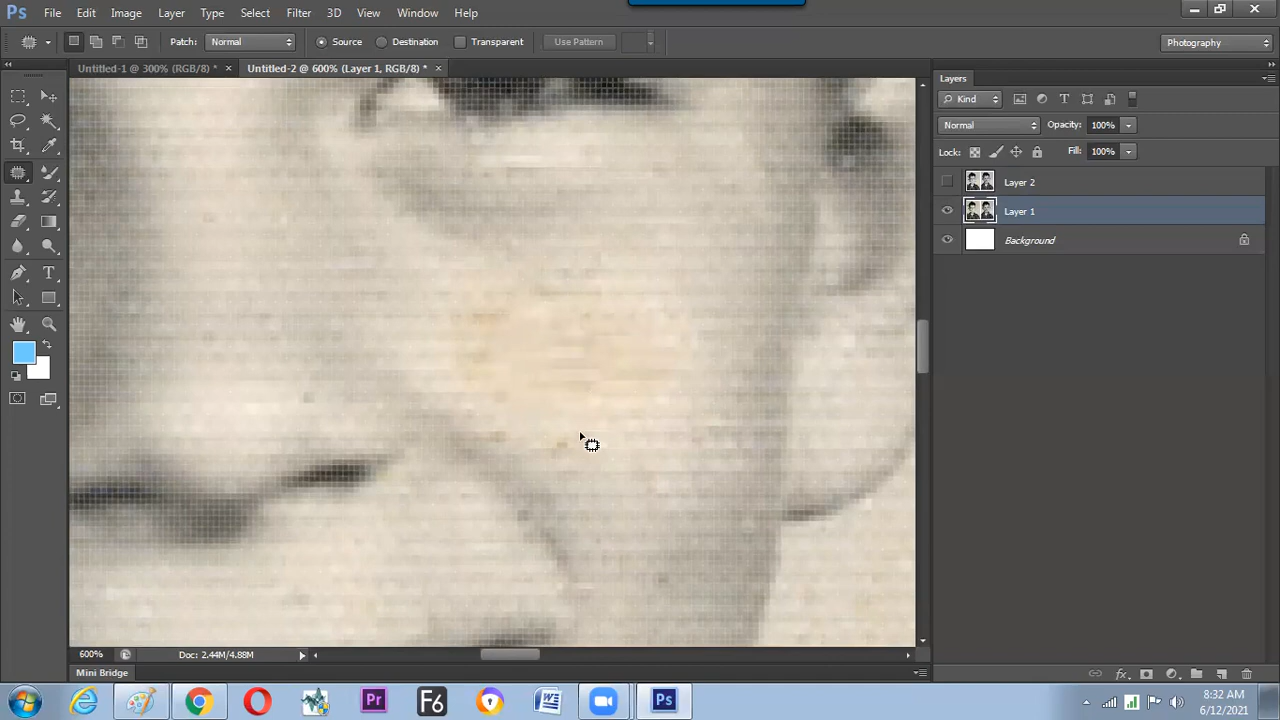 Ps File Edit Image Layer Type Select Filter 3D View Window Help
Patch: Normal Source Destination Transparent Use Pattern Photography
Untitled-1 @ 300% (RGB/8) * × Untitled-2 @ 600% (Layer 1, RGB/8) * ×
Layers
Kind
Normal Opacity: 100%
Lock: Fill: 100%
Layer 2
Layer 1
Background
600% Doc: 2.44M/4.88M
Mini Bridge
Pr F6 W Ps
8:32 AM
6/12/2021